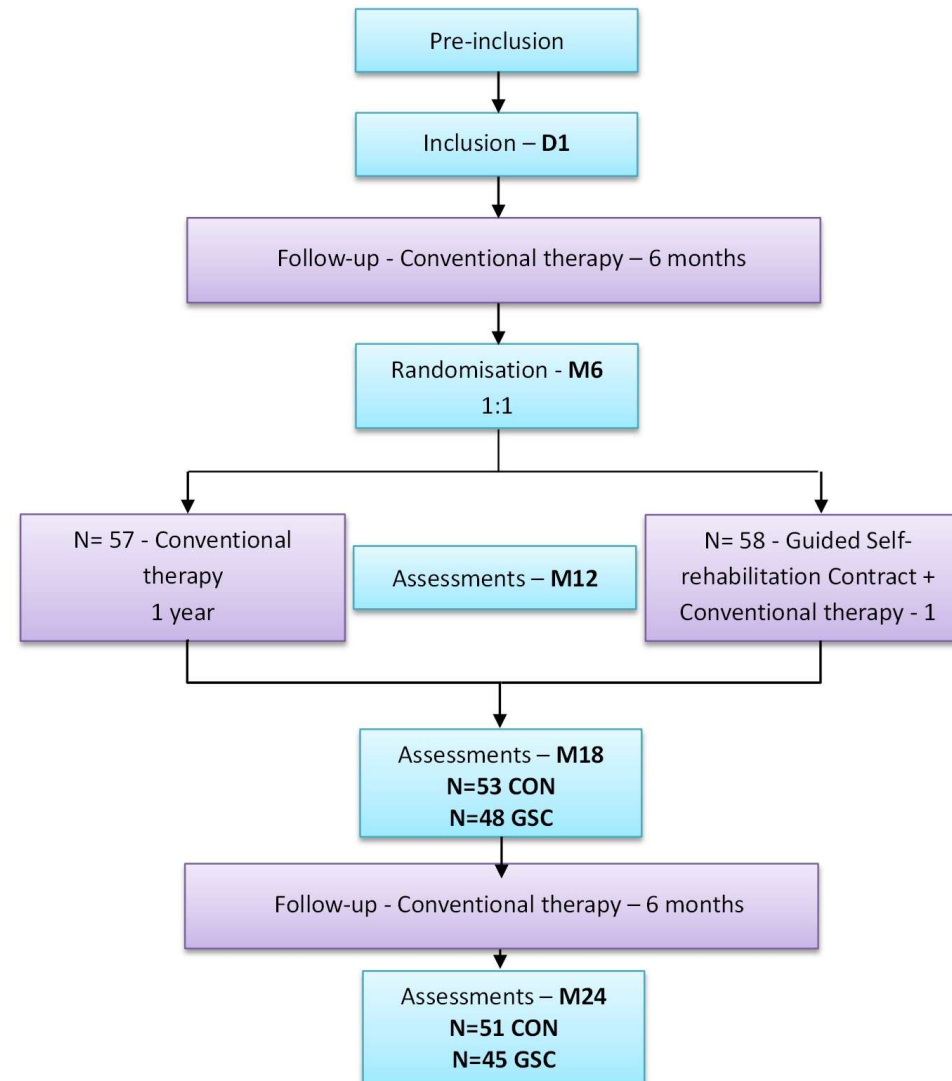 Pre-inclusion
Inclusion – D1
Follow-up - Conventional therapy – 6 months
Randomisation - M6
1:1
N= 57 - Conventional
therapy
1 year
Assessments – M12
N= 58 - Guided Self-
rehabilitation Contract +
Conventional therapy - 1
Assessments – M18
N=53 CON
N=48 GSC
Follow-up - Conventional therapy – 6 months
Assessments – M24
N=51 CON
N=45 GSC